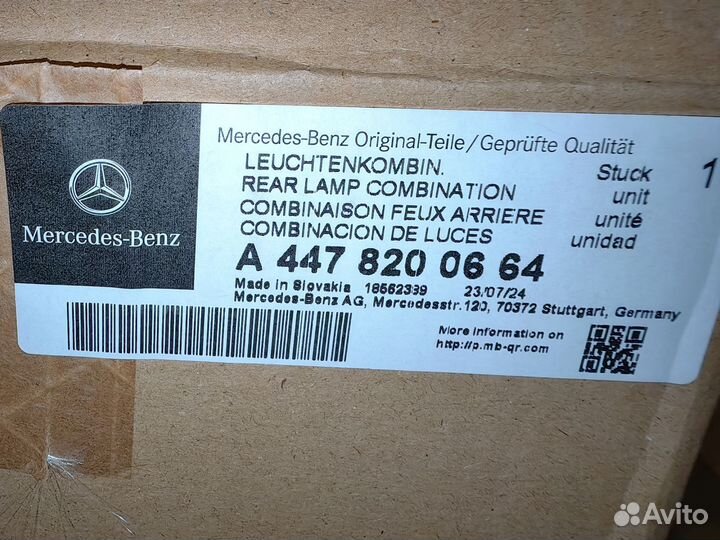 Mercedes-Benz
Mercedes-Benz Original-Teile/Geprüfte Qualität
LEUCHTENKOMBIN. Stuck 1
REAR LAMP COMBINATION unit
COMBINAISON FEUX ARRIERE unité
COMBINACION DE LUCES unidad
A 447 820 06 64
Made in Slovakia 18562339 23/07/24
Mercedes-Benz AG, Mercedesstr.120, 70372 Stuttgart, Germany
More information on
http://p.mb-qr.com
Avito